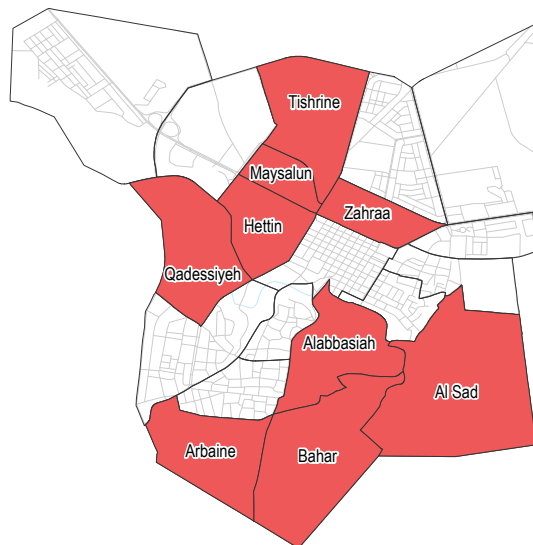 Tishrine
Maysalun
Zahraa
Hettin
Qadessiyeh
Alabbasiah
Al Sad
Arbaine
Bahar